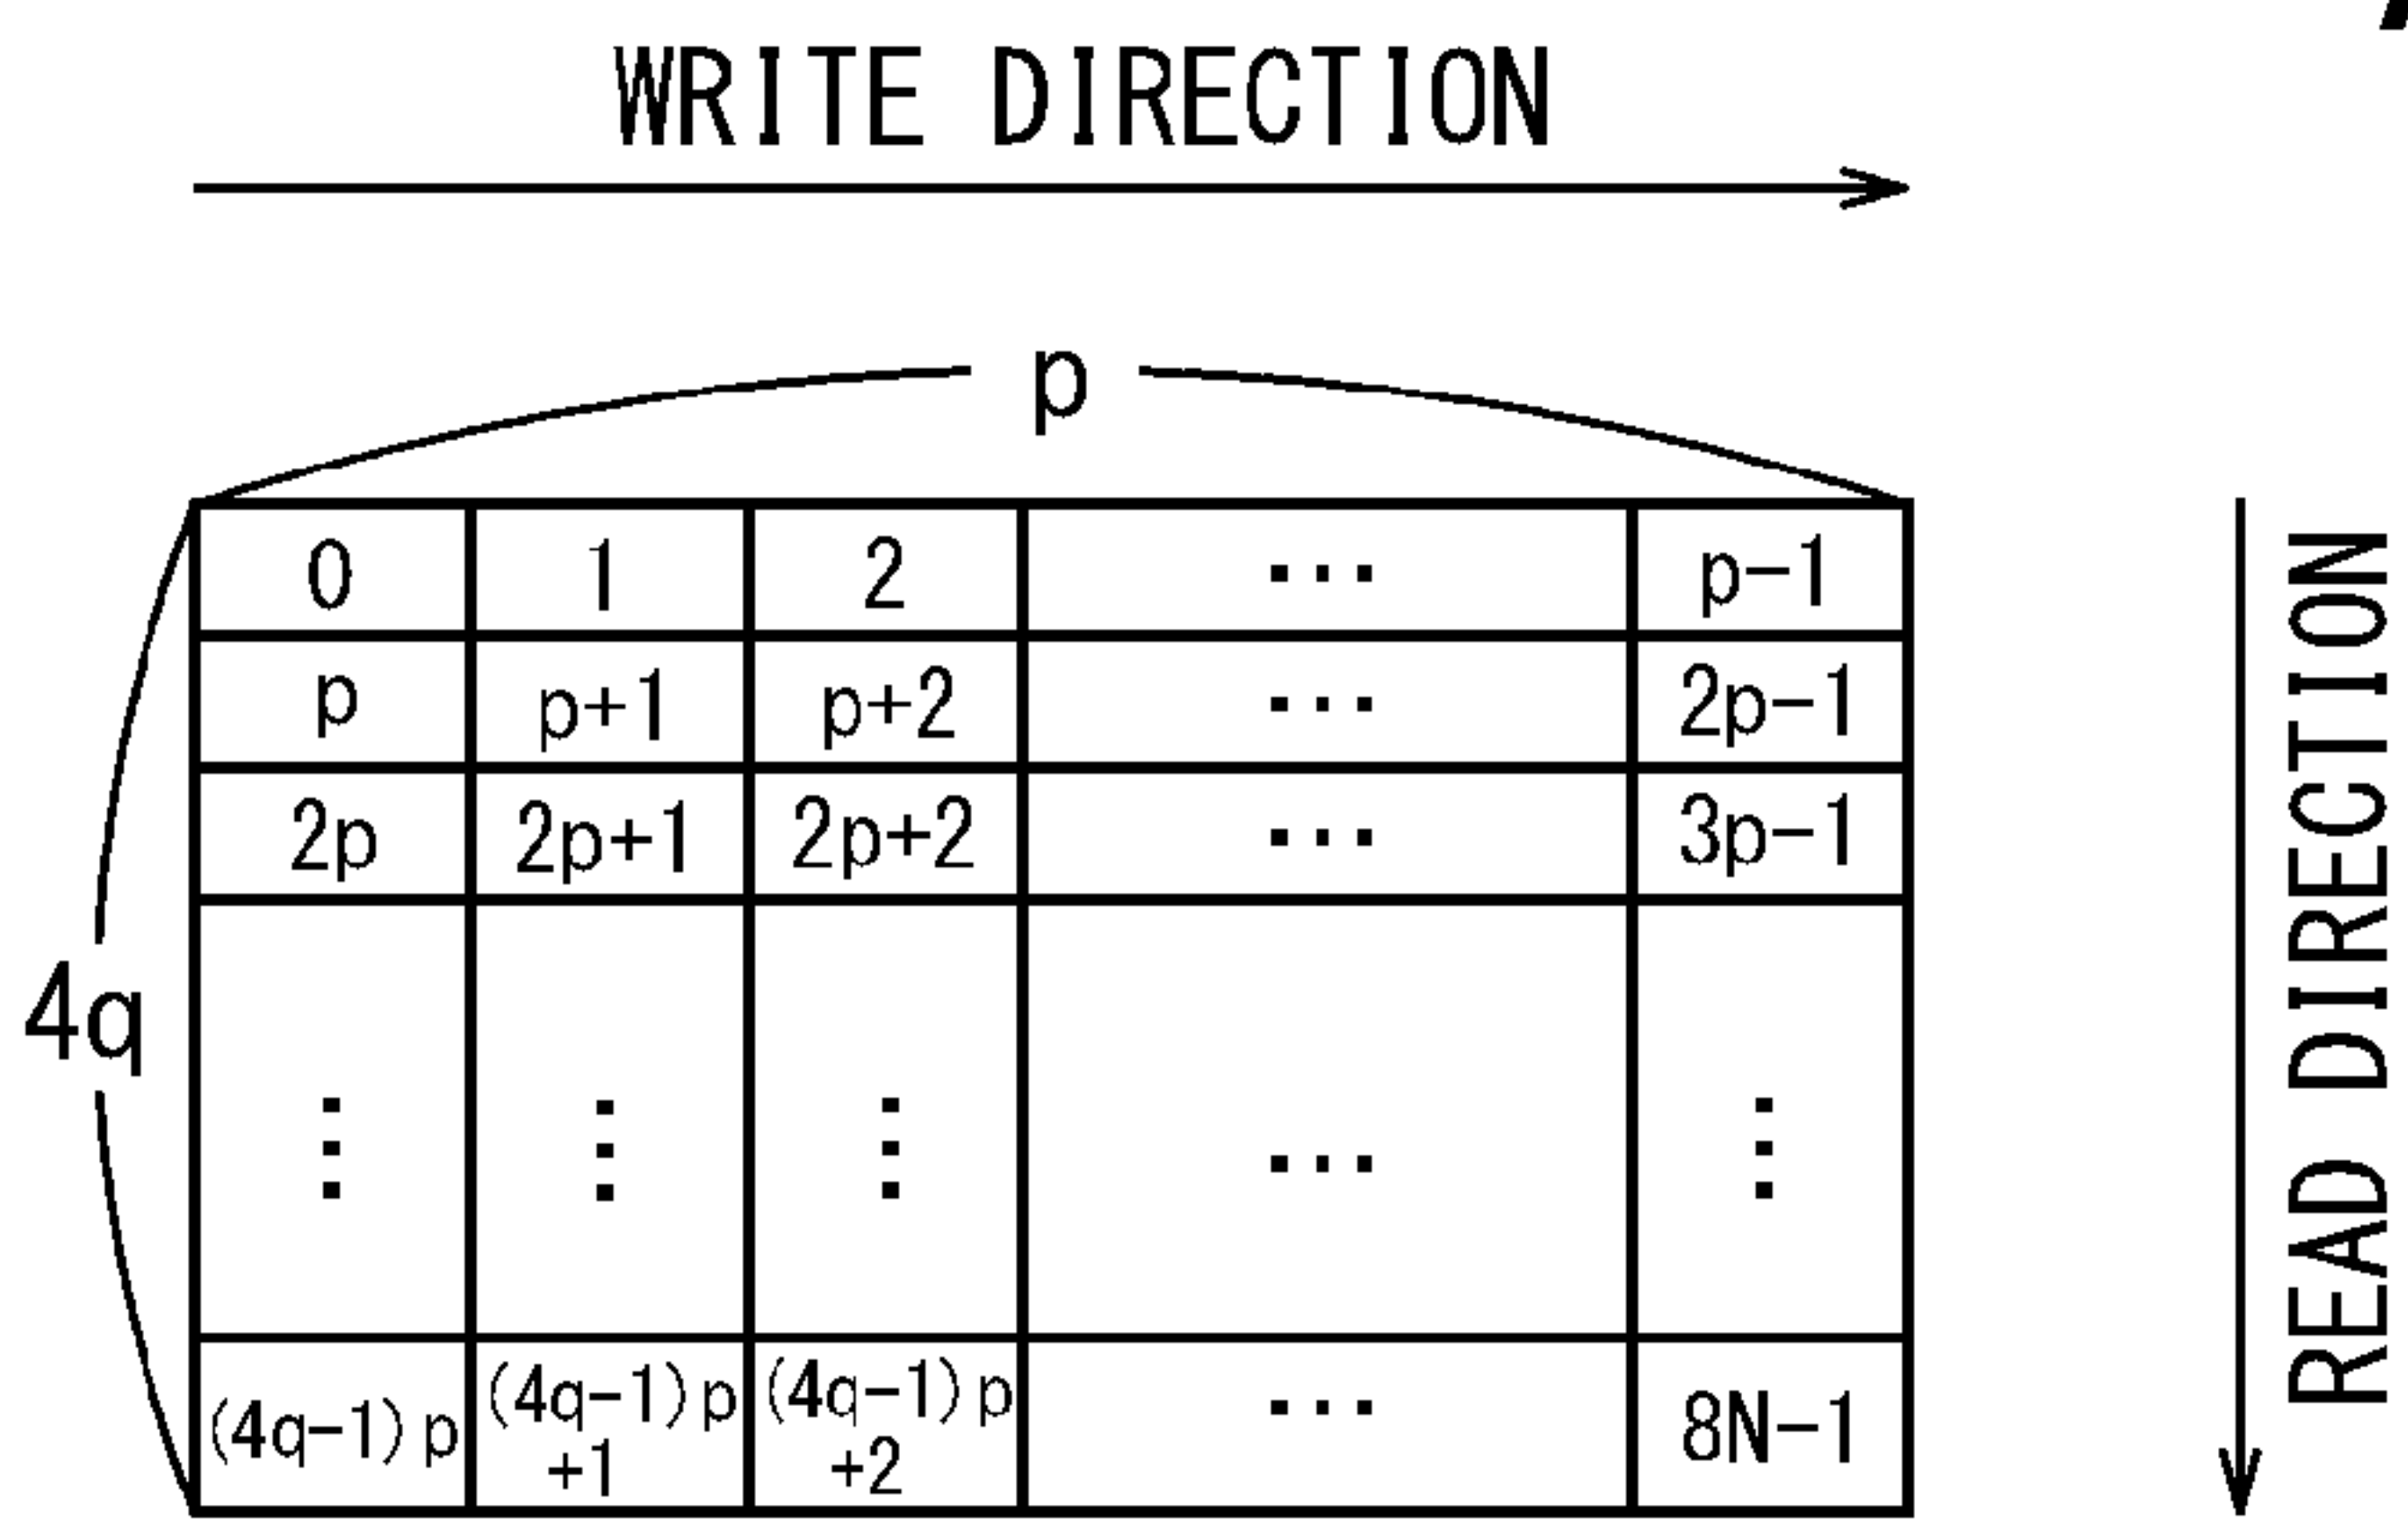 WRITE DIRECTION
p
0 1 2 ... p-1
p p+1 p+2 ... 2p-1
2p 2p+1 2p+2 ... 3p-1
4q
⋮ ⋮ ⋮ ... ⋮
(4q-1)p (4q-1)p (4q-1)p ... 8N-1
+1 +2
READ DIRECTION